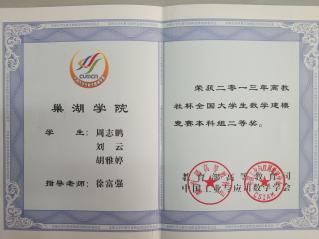 CUMCM
巢湖学院
学 生：周志鹏
刘 云
胡雅婷
指导老师：徐富强
荣获二零一三年高教
社杯全国大学生数学建模
竞赛本科组二等奖。
教育部高等教育司
中国工业与应用数学学会
CSIAM